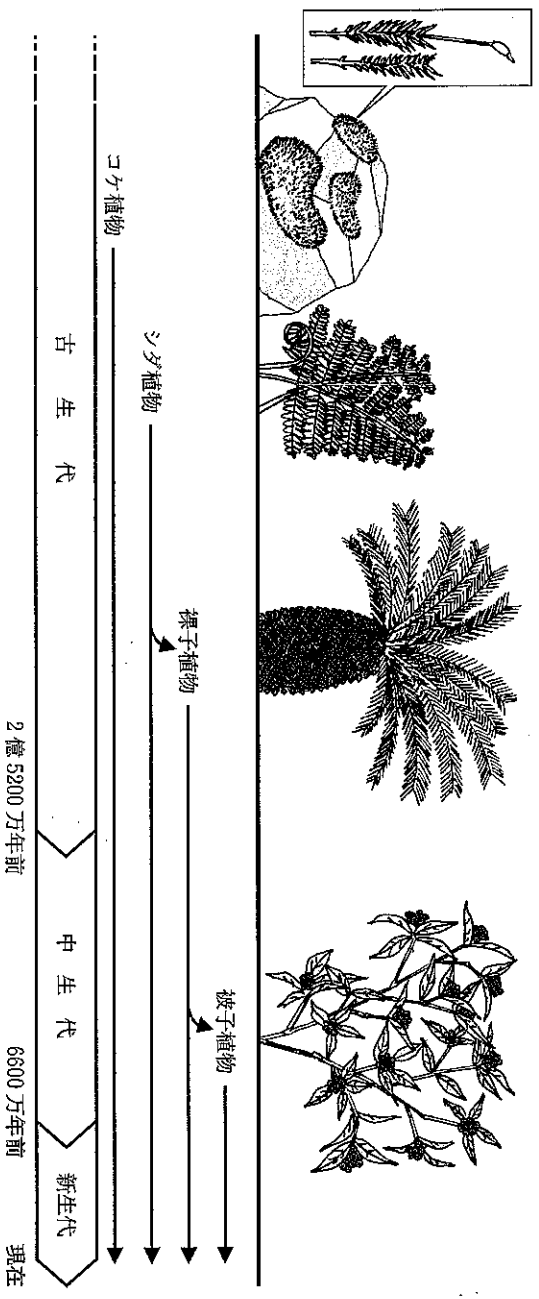 コケ植物
シダ植物
裸子植物
被子植物
古生代
中生代
新生代
2億5200万年前
6600万年前
現在